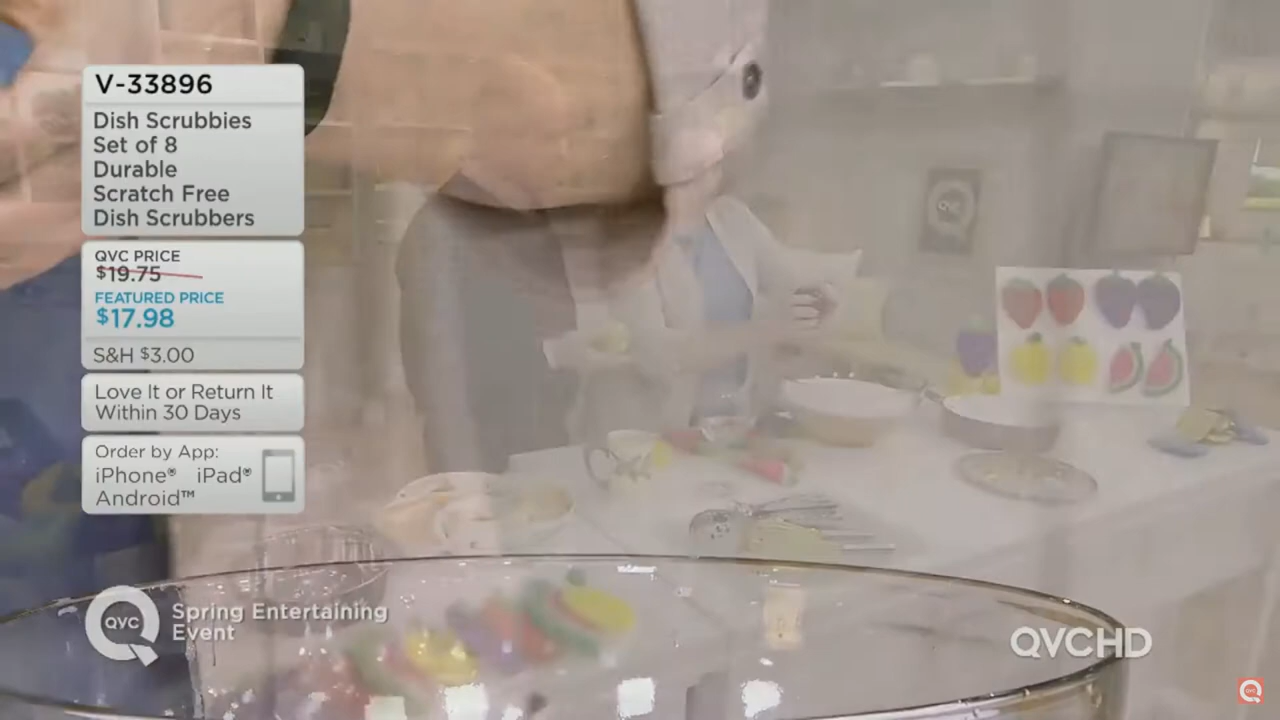 V-33896
Dish Scrubbies
Set of 8
Durable
Scratch Free
Dish Scrubbers
QVC PRICE
$19.75
FEATURED PRICE
$17.98
S&H $3.00
Love It or Return It
Within 30 Days
Order by App:
iPhone® iPad®
Android™
QVC
Spring Entertaining
Event
QVCHD
QVC